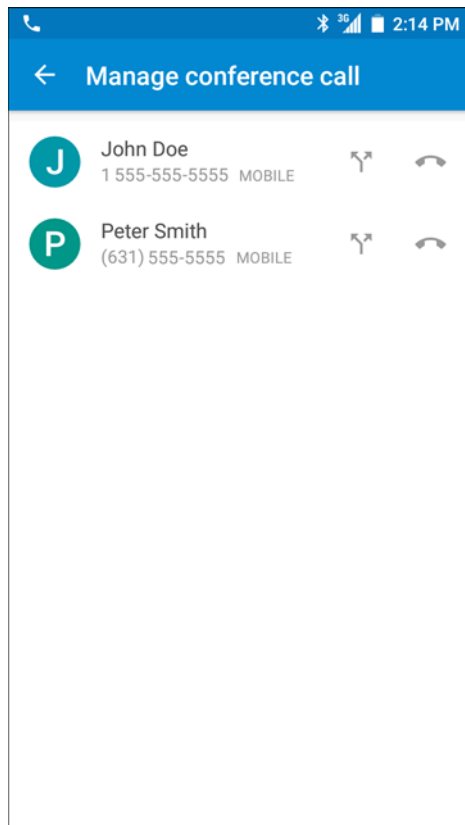 3G 2:14 PM
Manage conference call
J
John Doe
1 555-555-5555 MOBILE
P
Peter Smith
(631) 555-5555 MOBILE